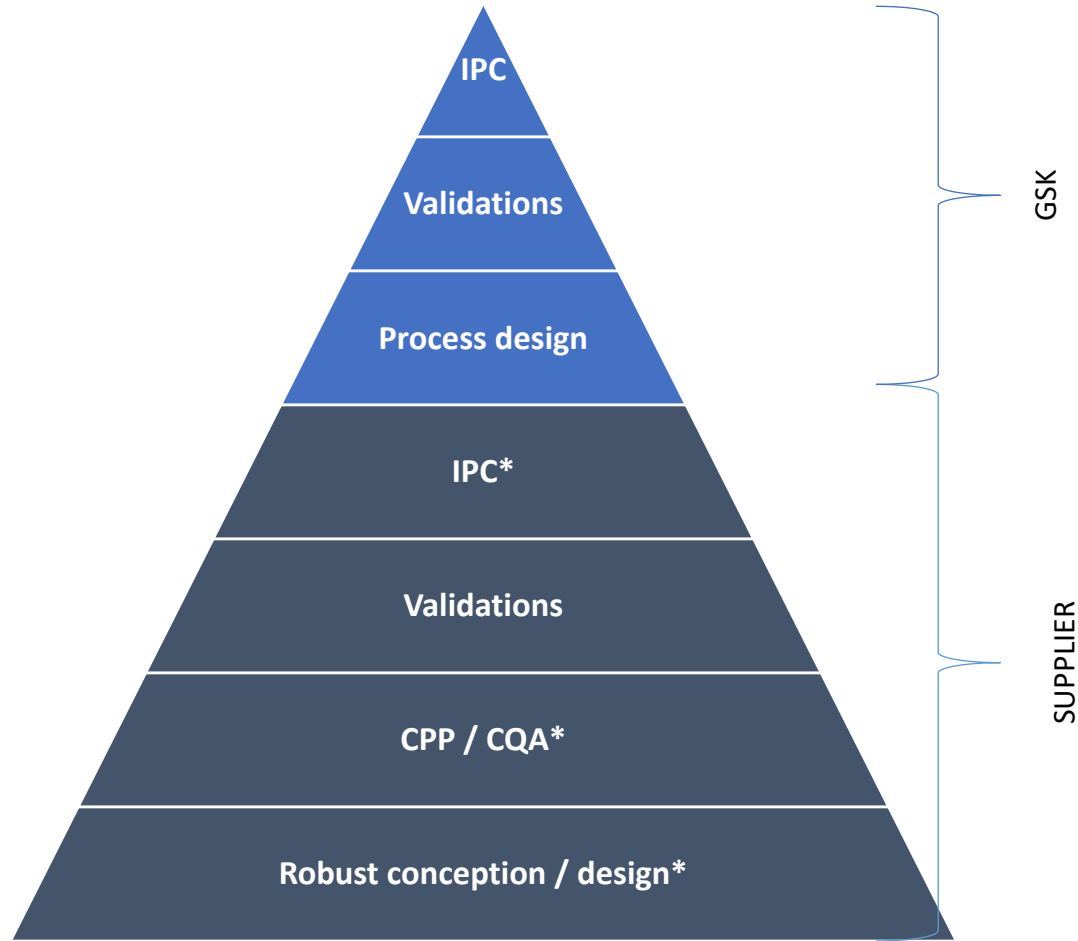 IPC
Validations
GSK
Process design
IPC*
Validations
SUPPLIER
CPP / CQA*
Robust conception / design*